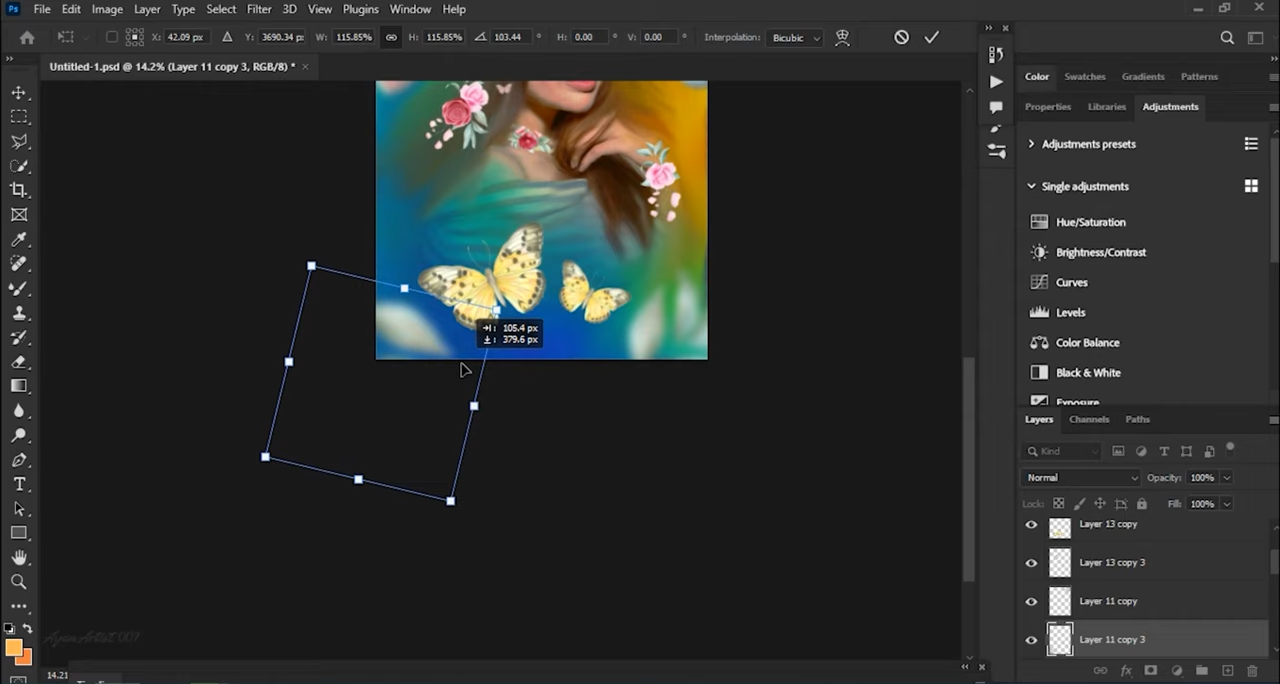 Ps File Edit Image Layer Type Select Filter 3D View Plugins Window Help
X: 42.09 px Y: 3690.34 px W: 115.85% H: 115.85% 103.44 ° H: 0.00 ° V: 0.00 ° Interpolation: Bicubic
Untitled-1.psd @ 14.2% (Layer 11 copy 3, RGB/8) * ×
Color Swatches Gradients Patterns
Properties Libraries Adjustments
Adjustments presets
Single adjustments
Hue/Saturation
Brightness/Contrast
Curves
Levels
Color Balance
Black & White
Exposure
: 105.4 px
: 379.6 px
Layers Channels Paths
Kind
Normal Opacity: 100%
Lock: Fill: 100%
Layer 13 copy
Layer 13 copy 3
Layer 11 copy
Layer 11 copy 3
Ayan Artist 007
14.21